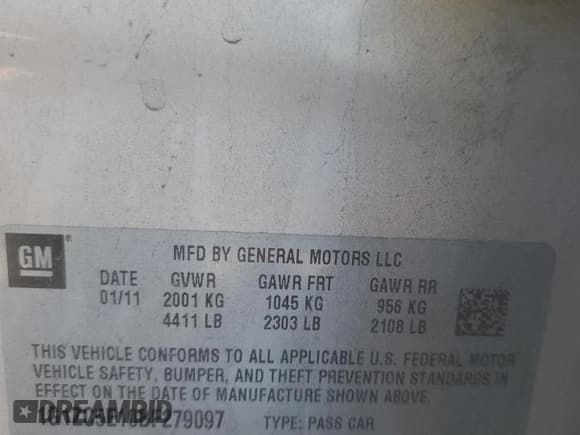 GM ®
MFD BY GENERAL MOTORS LLC
DATE GVWR GAWR FRT GAWR RR
01/11 2001 KG 1045 KG 956 KG
4411 LB 2303 LB 2108 LB
THIS VEHICLE CONFORMS TO ALL APPLICABLE U.S. FEDERAL MOTOR
VEHICLE SAFETY, BUMPER, AND THEFT PREVENTION STANDARDS IN
EFFECT ON THE DATE OF MANUFACTURE SHOWN ABOVE.
TYPE: PASS CAR
DREAMBID